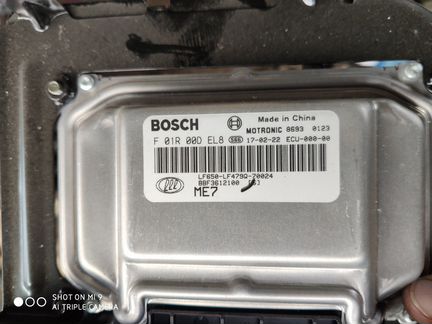 BOSCH
Made in China
MOTRONIC 8693 0123
F 01R 00D EL8 17-02-22 ECU-000-00
LF650-LF479Q-70024
BBF3612100
ME7
SHOT ON MI 9
AI TRIPLE CAMERA